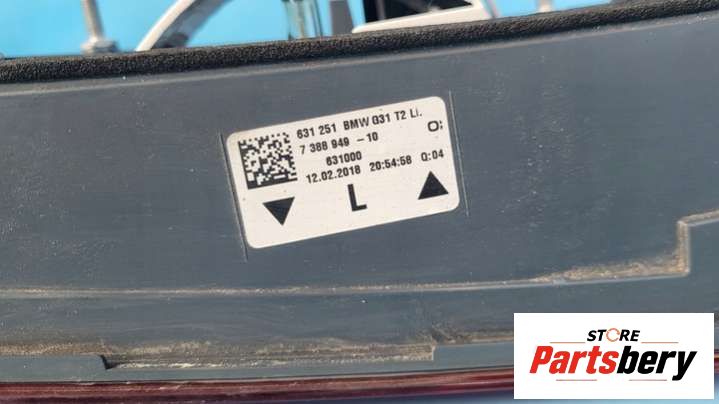 631 251 BMW G31 T2 Li.
7 388 949 -10
631000
12.02.2018 20:54:58 Q:04
L
STORE
Partsbery